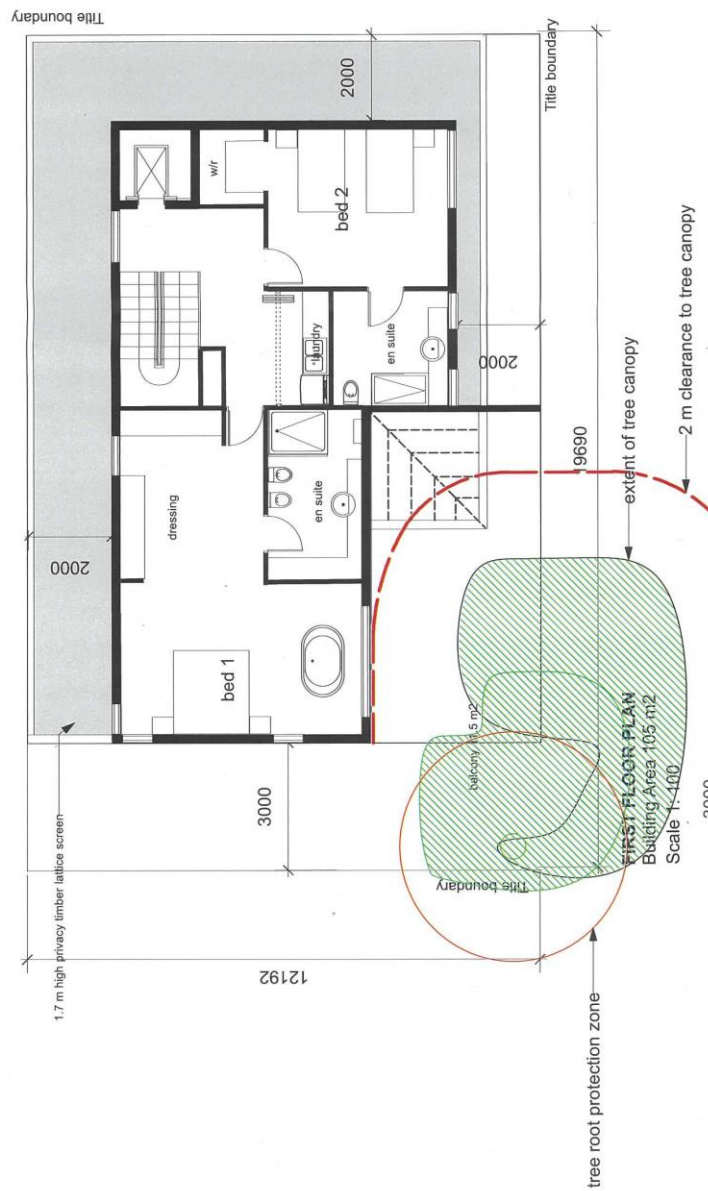 Title boundary
2000
Title boundary
w/r
bed 2
laundry
en suite
2000
dressing
en suite
2000
bed 1
19690
2 m clearance to tree canopy
extent of tree canopy
FIRST FLOOR PLAN
Building Area 105 m2
Scale 1: 100
balcony
Title boundary
3000
1.7 m high privacy timber lattice screen
12192
tree root protection zone